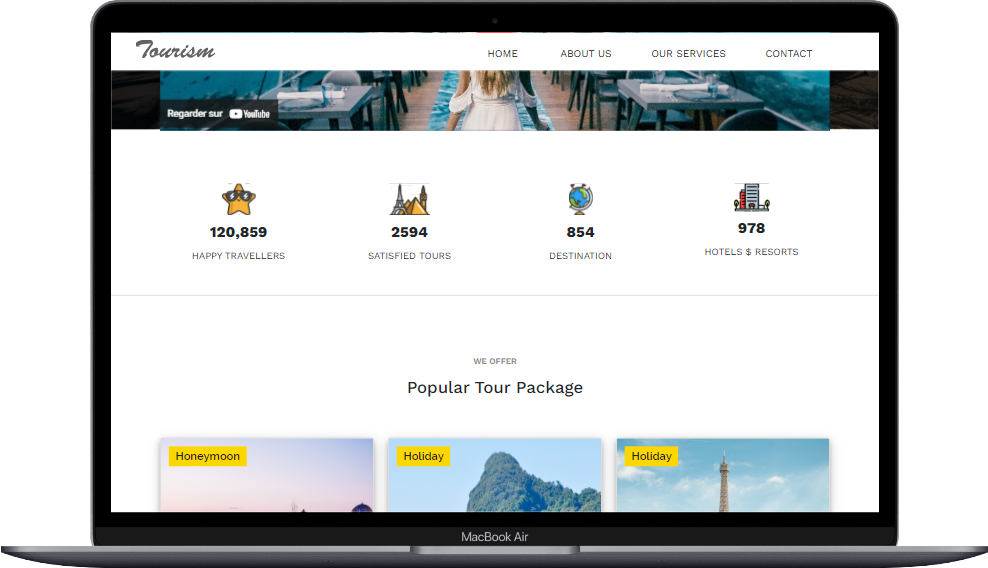 Tourism
HOME ABOUT US OUR SERVICES CONTACT
Regarder sur YouTube
120,859 2594 854 978
HAPPY TRAVELLERS SATISFIED TOURS DESTINATION HOTELS $ RESORTS
WE OFFER
Popular Tour Package
Honeymoon Holiday Holiday
MacBook Air